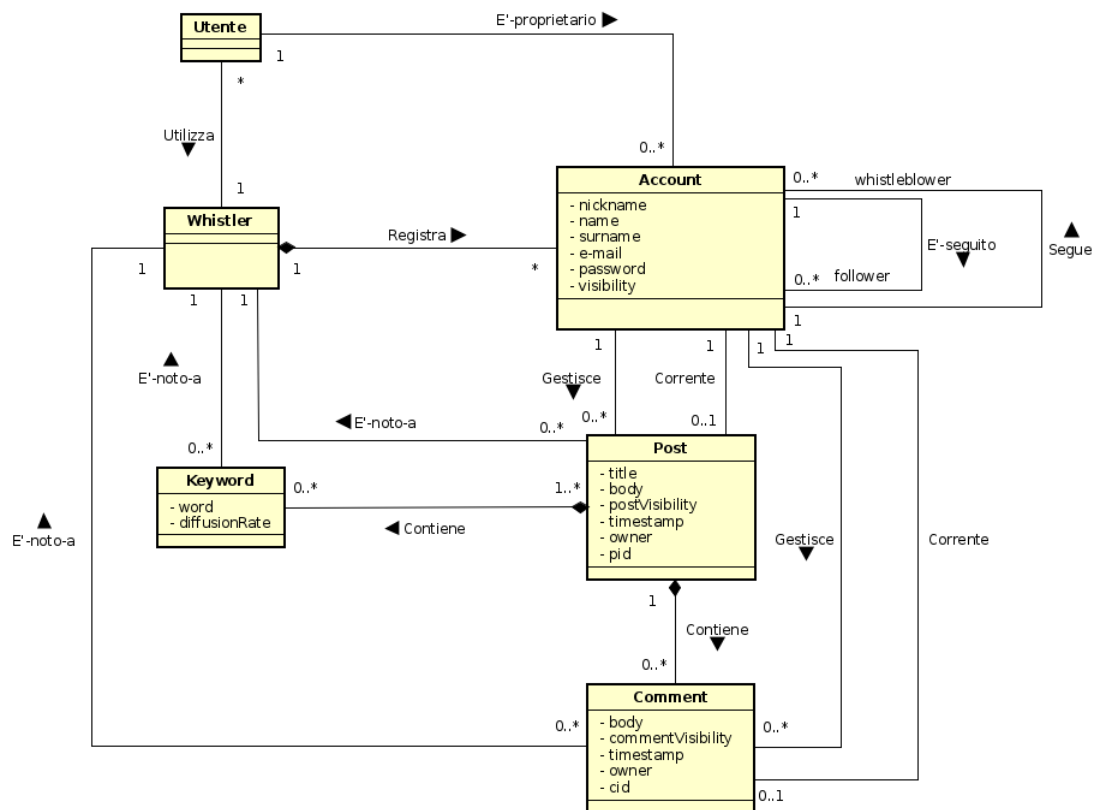 Utente
E'-proprietario
1
*
Utilizza
0..*
1
Account
- nickname
- name
- surname
- e-mail
- password
- visibility
0..*
whistleblower
1
E'-seguito
Segue
0..*
follower
1
Whistler
Registra
1
1
*
1
1
1
1
1
1
E'-noto-a
Gestisce
Corrente
E'-noto-a
0..*
0..*
0..1
0..*
Keyword
- word
- diffusionRate
0..*
1..*
Contiene
Post
- title
- body
- postVisibility
- timestamp
- owner
- pid
E'-noto-a
Gestisce
Corrente
1
Contiene
0..*
Comment
- body
- commentVisibility
- timestamp
- owner
- cid
0..*
0..*
0..1